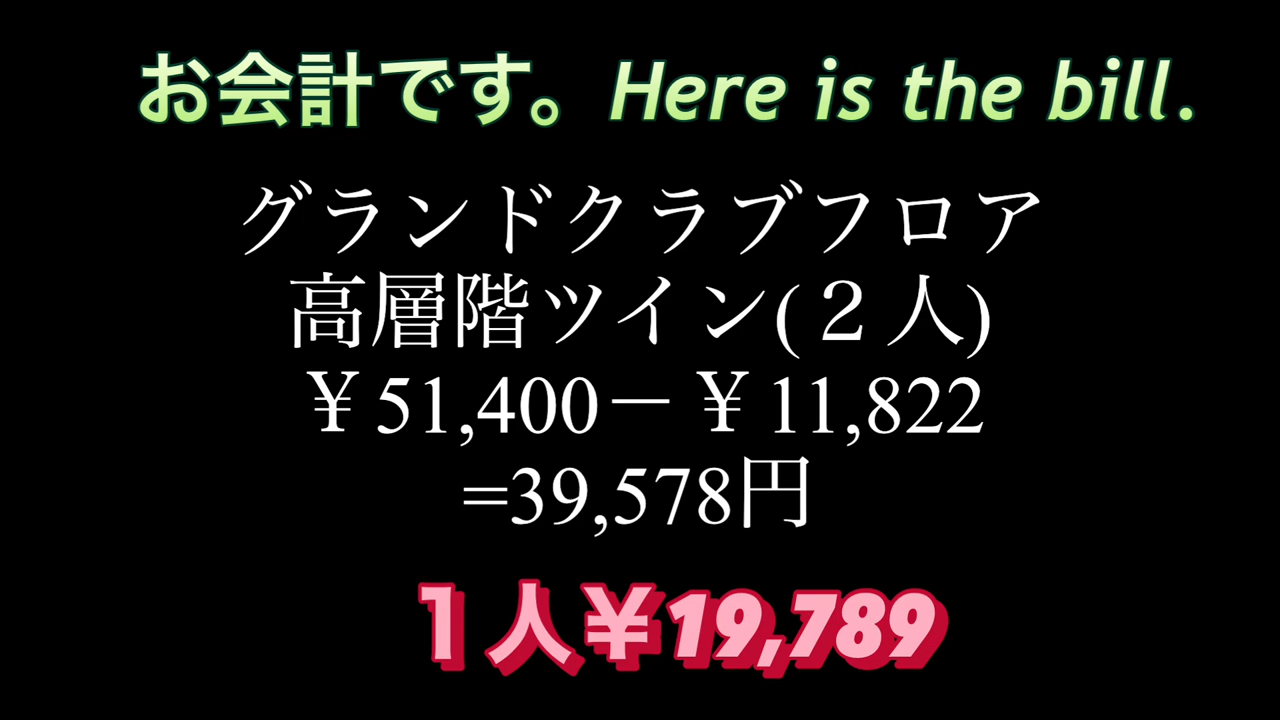 お会計です。Here is the bill.
グランドクラブフロア
高層階ツイン(２人)
￥51,400－￥11,822
=39,578円
１人￥19,789